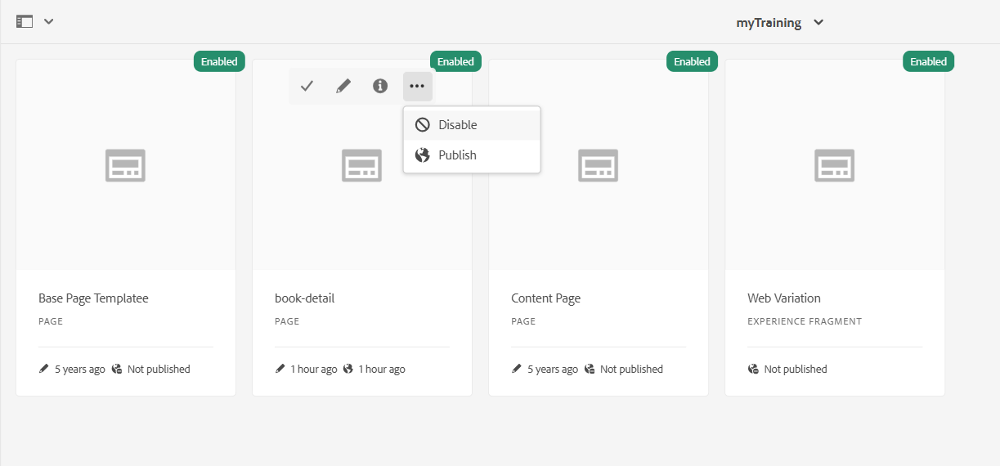 myTraining
Enabled
Enabled
Enabled
Enabled
Disable
Publish
Base Page Templatee
PAGE
5 years ago Not published
book-detail
PAGE
1 hour ago 1 hour ago
Content Page
PAGE
5 years ago Not published
Web Variation
EXPERIENCE FRAGMENT
Not published